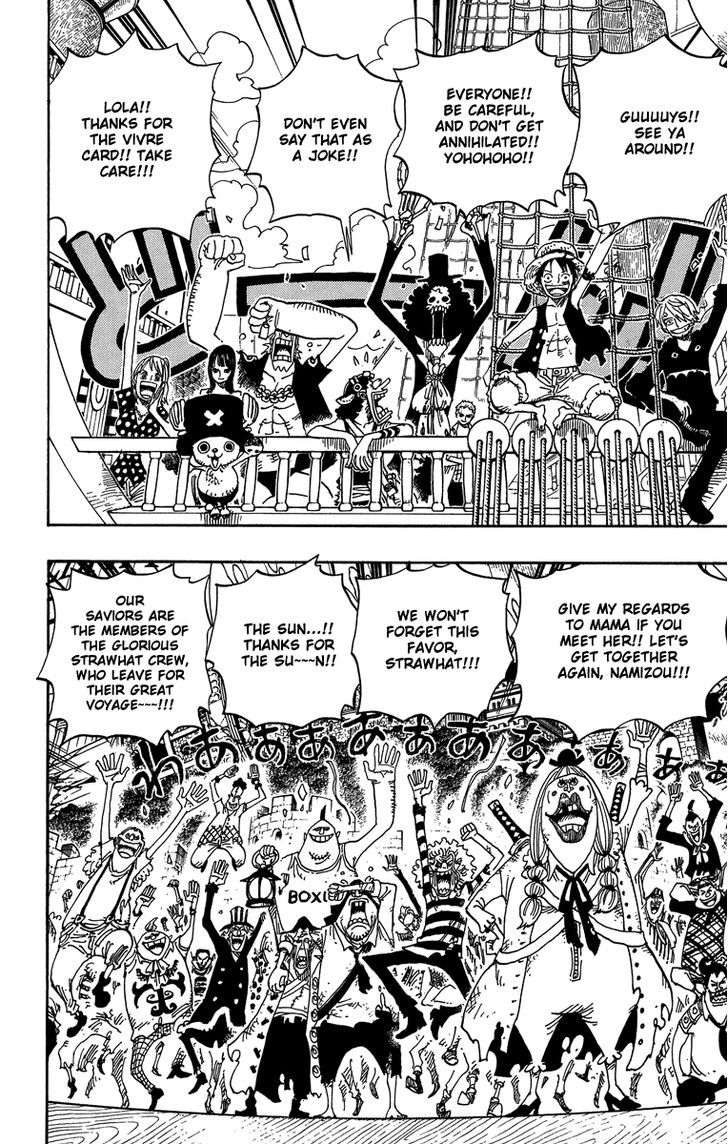 GUUUUYS!!
SEE YA
AROUND!!
EVERYONE!!
BE CAREFUL,
AND DON'T GET
ANNIHILATED!!
YOHOHOHO!!
DON'T EVEN
SAY THAT AS
A JOKE!!
LOLA!!
THANKS FOR
THE VIVRE
CARD!! TAKE
CARE!!!
GIVE MY REGARDS
TO MAMA IF YOU
MEET HER!! LET'S
GET TOGETHER
AGAIN, NAMIZOU!!!
WE WON'T
FORGET THIS
FAVOR,
STRAWHAT!!!
THE SUN...!!
THANKS FOR
THE SU~~~N!!
OUR
SAVIORS ARE
THE MEMBERS OF
THE GLORIOUS
STRAWHAT CREW,
WHO LEAVE FOR
THEIR GREAT
VOYAGE~~~!!!
わあああああああああああ
BOXI